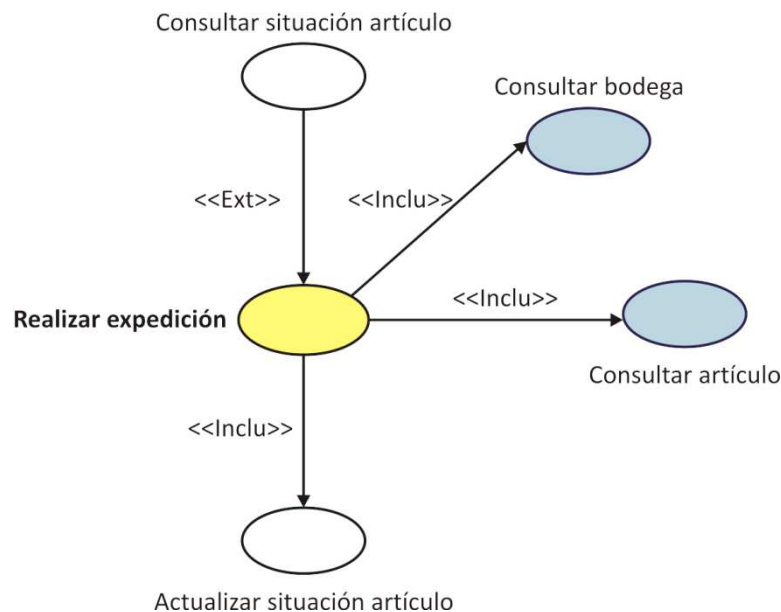 Consultar situación artículo
Consultar bodega
<<Ext>>
<<Inclu>>
<<Inclu>>
Realizar expedición
Consultar artículo
<<Inclu>>
Actualizar situación artículo